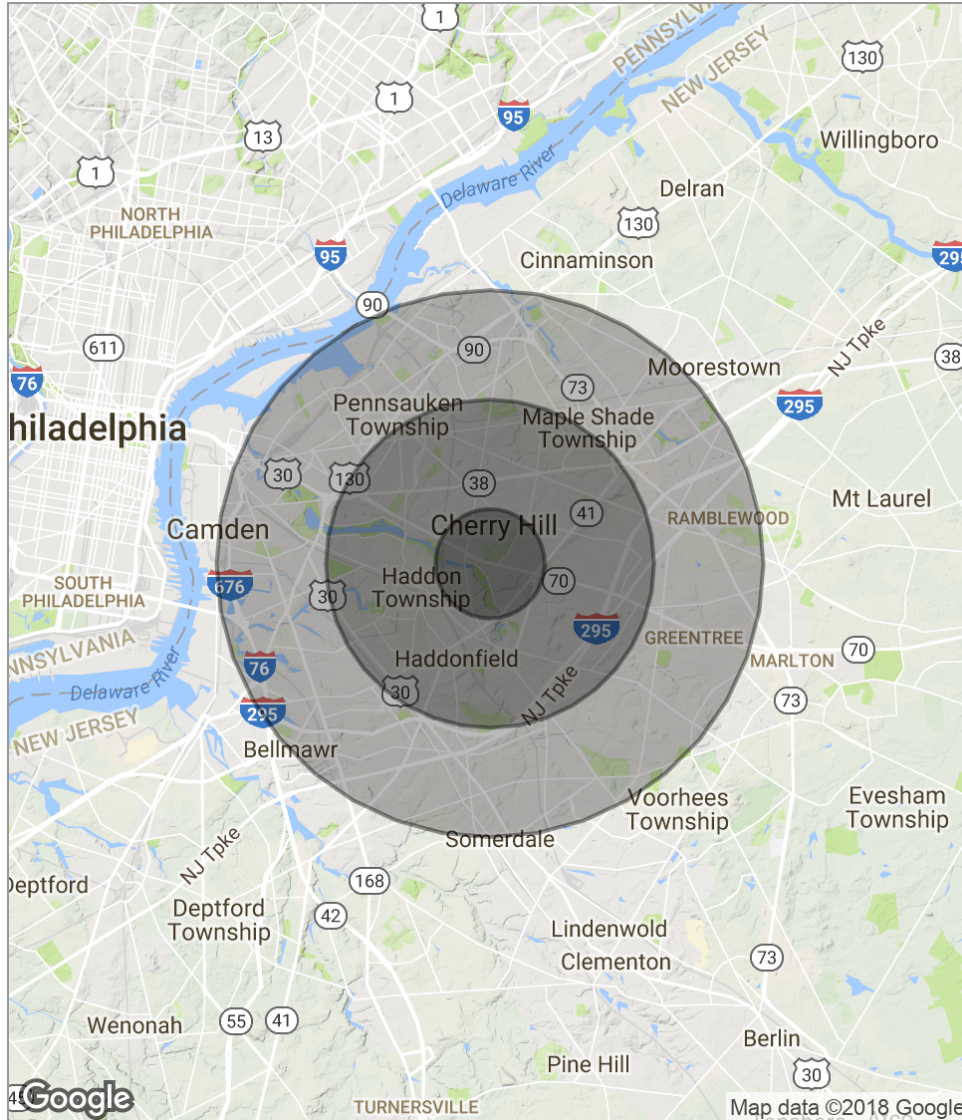 1
PENNSYLVA
NEW JERSEY
130
1
95
13
Willingboro
1
Delran
Delaware River
NORTH
PHILADELPHIA
130
95
Cinnaminson
295
90
NJ Tpke
611
90
38
Moorestown
76
73
295
Pennsauken
Township
Maple Shade
Township
hiladelphia
30
130
38
Mt Laurel
41
RAMBLEWOOD
Camden
Cherry Hill
SOUTH
PHILADELPHIA
676
Haddon
Township
70
30
295
NNSYLVANIA
GREENTREE
70
Haddonfield
MARLTON
76
Delaware River
30
NJ Tpke
73
295
NEW JERSEY
Bellmawr
Voorhees
Township
Evesham
Township
Somerdale
NJ Tpke
Deptford
168
Deptford
Township
42
Lindenwold
73
Clementon
Wenonah
55
41
Berlin
Pine Hill
30
45
Google
TURNERSVILLE
Map data ©2018 Google